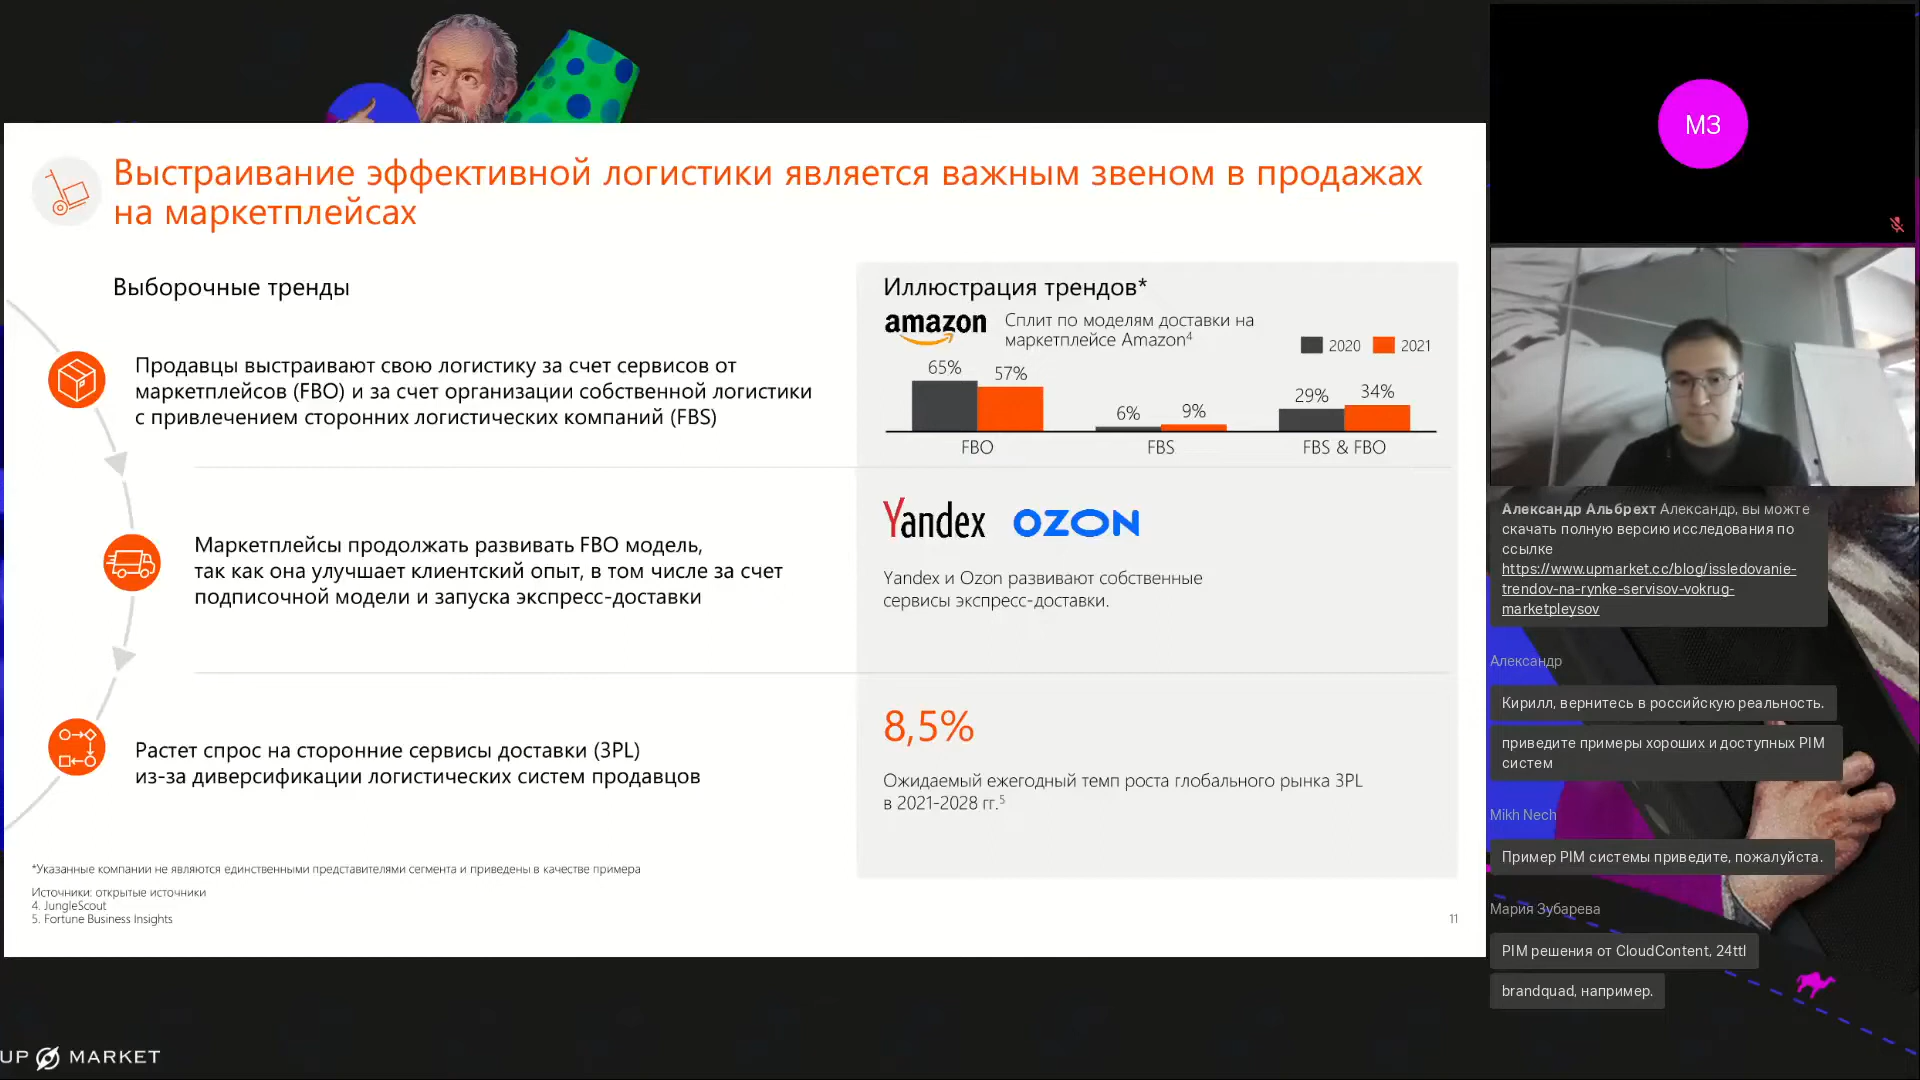 Выстраивание эффективной логистики является важным звеном в продажах
на маркетплейсах
Выборочные тренды
Продавцы выстраивают свою логистику за счет сервисов от
маркетплейсов (FBO) и за счет организации собственной логистики
с привлечением сторонних логистических компаний (FBS)
Маркетплейсы продолжать развивать FBO модель,
так как она улучшает клиентский опыт, в том числе за счет
подписочной модели и запуска экспресс-доставки
Растет спрос на сторонние сервисы доставки (3PL)
из-за диверсификации логистических систем продавцов
Иллюстрация трендов*
amazon
Сплит по моделям доставки на
маркетплейсе Amazon⁴
2020 2021
65% 57% 6% 9% 29% 34%
FBO FBS FBS & FBO
Yandex OZON
Yandex и Ozon развивают собственные
сервисы экспресс-доставки.
8,5%
Ожидаемый ежегодный темп роста глобального рынка 3PL
в 2021-2028 гг.⁵
*Указанные компании не являются единственными представителями сегмента и приведены в качестве примера
Источники: открытые источники
4. JungleScout
5. Fortune Business Insights
11
UP MARKET
МЗ
Александр Альбрехт Александр, вы можте
скачать полную версию исследования по
ссылке
https://www.upmarket.cc/blog/issledovanie-
trendov-na-rynke-servisov-vokrug-
marketpleysov
Александр
Кирилл, вернитесь в российскую реальность.
приведите примеры хороших и доступных PIM
систем
Mikh Nech
Пример PIM системы приведите, пожалуйста.
Мария Зубарева
PIM решения от CloudContent, 24ttl
brandquad, например.